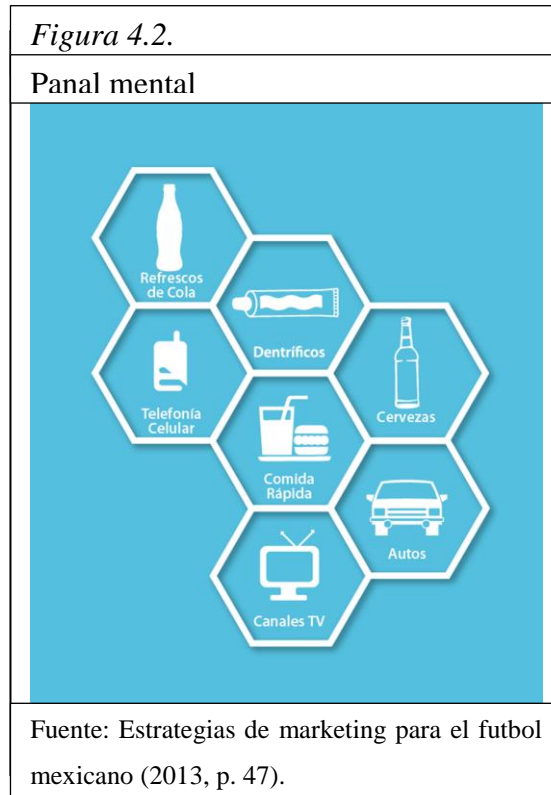 Figura 4.2.
Panal mental
Refrescos
de Cola
Dentríficos
Telefonía
Celular
Cervezas
Comida
Rápida
Autos
Canales TV
Fuente: Estrategias de marketing para el futbol
mexicano (2013, p. 47).